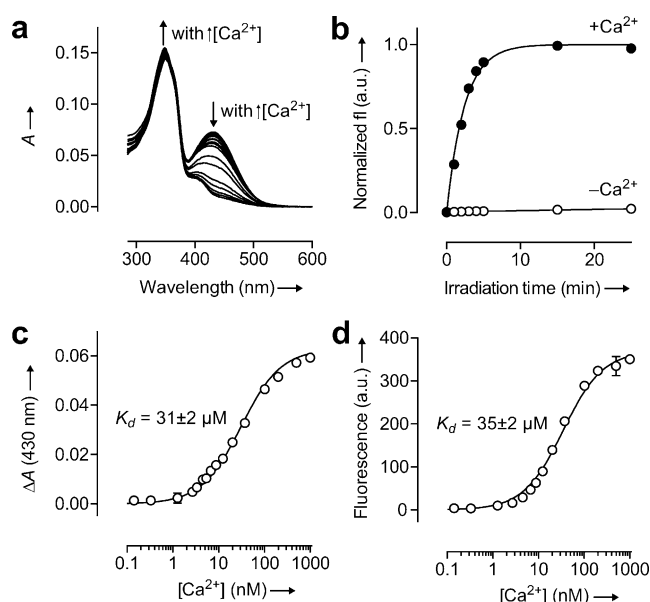 a
with ↑[Ca²⁺]
with ↑[Ca²⁺]
0.15
0.10
0.05
0.00
A →
300 400 500 600
Wavelength (nm) →
b
+Ca²⁺
−Ca²⁺
1.0
0.5
0.0
Normalized fl (a.u.) →
0 10 20
Irradiation time (min) →
c
0.06
0.04
0.02
0.00
ΔA (430 nm) →
Kd = 31±2 µM
0.1 1 10 100 1000
[Ca²⁺] (nM) →
d
400
300
200
100
0
Fluorescence (a.u.) →
Kd = 35±2 µM
0.1 1 10 100 1000
[Ca²⁺] (nM) →